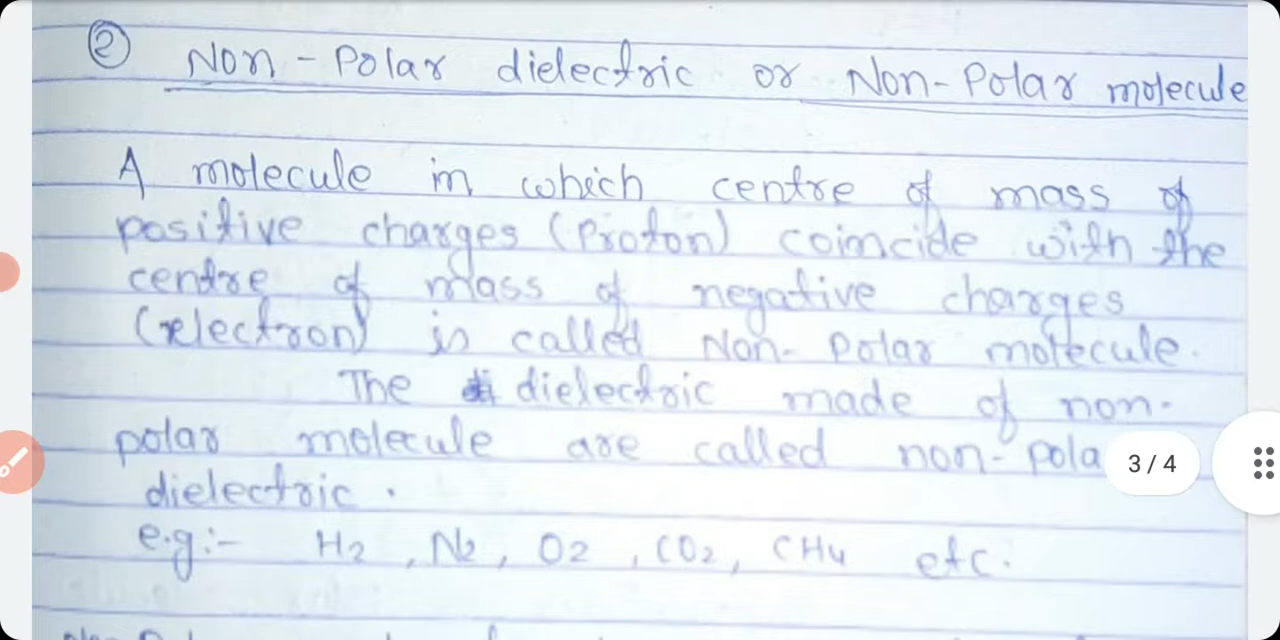 ② Non-Polar dielectric or Non-Polar molecule
A molecule in which centre of mass of
positive charges (Proton) coincide with the
centre of mass of negative charges
(electron) is called Non-Polar molecule.
The dielectric made of non-
polar molecule are called non-pola
3/4
dielectric.
e.g:- H2, N2, O2, CO2, CH4 etc.